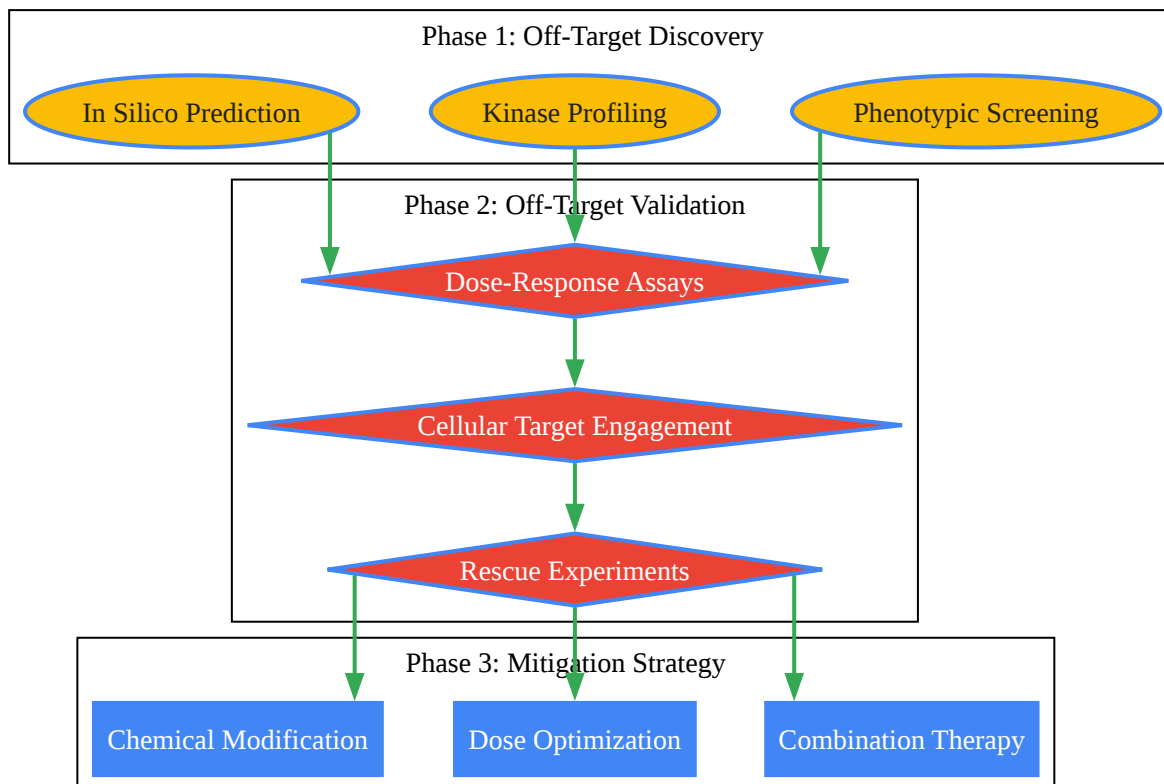 Phase 1: Off-Target Discovery
In Silico Prediction
Kinase Profiling
Phenotypic Screening
Phase 2: Off-Target Validation
Dose-Response Assays
Cellular Target Engagement
Rescue Experiments
Phase 3: Mitigation Strategy
Chemical Modification
Dose Optimization
Combination Therapy